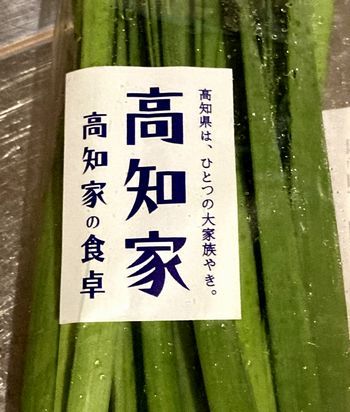 高知県は、ひとつの大家族やき。
高知家
高知家の食卓